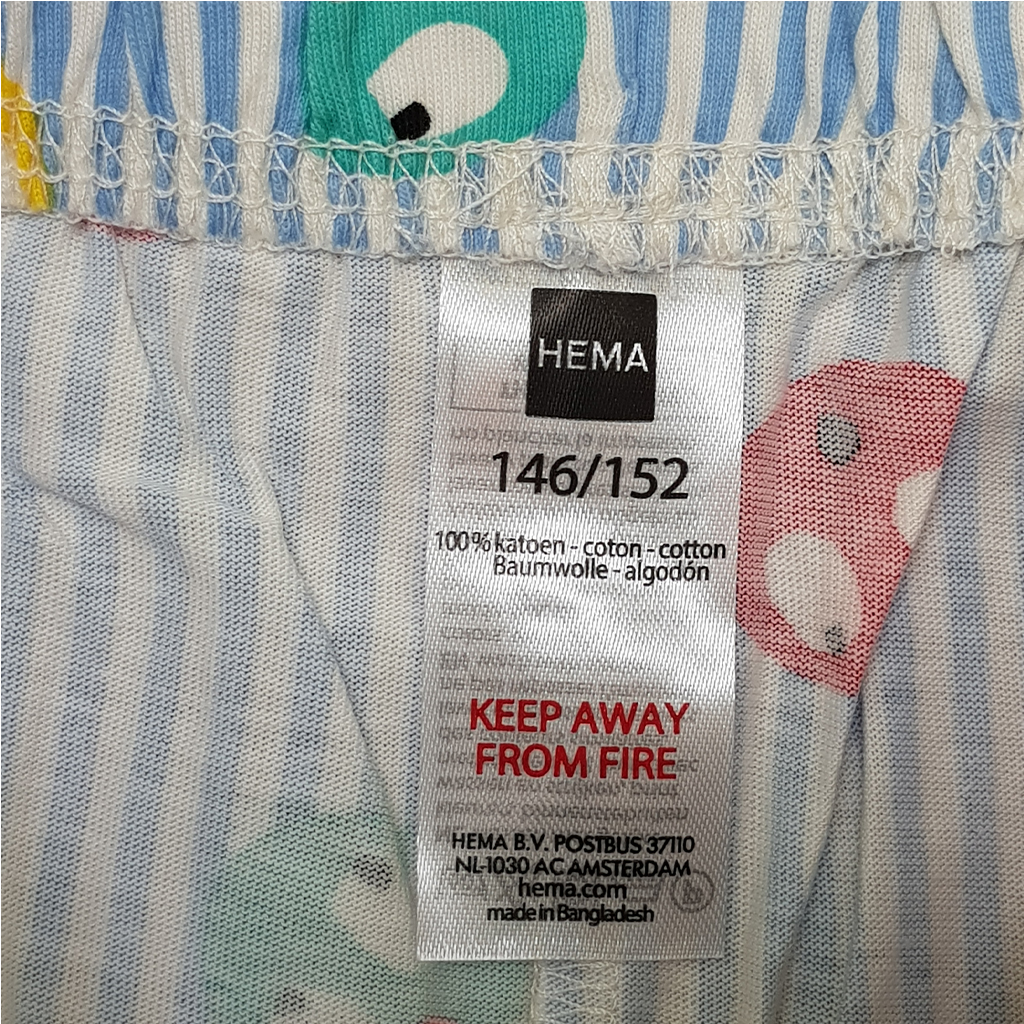 HEMA
146/152
100% katoen - coton - cotton
Baumwolle - algodón
KEEP AWAY
FROM FIRE
HEMA B.V. POSTBUS 37110
NL-1030 AC AMSTERDAM
hema.com
made in Bangladesh